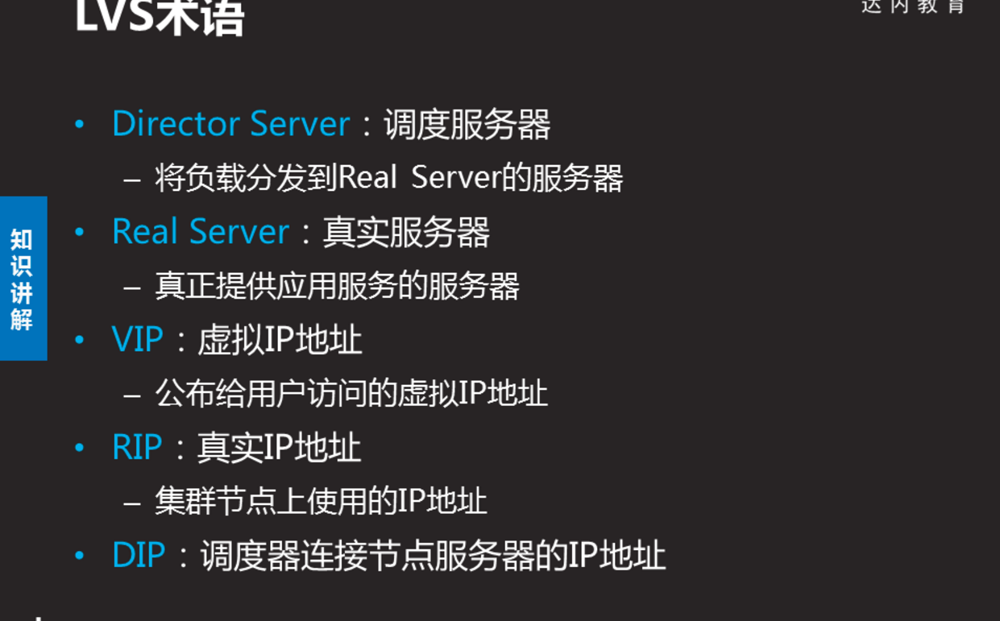 LVS术语
达内教育
• Director Server：调度服务器
– 将负载分发到Real Server的服务器
• Real Server：真实服务器
– 真正提供应用服务的服务器
• VIP：虚拟IP地址
– 公布给用户访问的虚拟IP地址
• RIP：真实IP地址
– 集群节点上使用的IP地址
• DIP：调度器连接节点服务器的IP地址
知识讲解